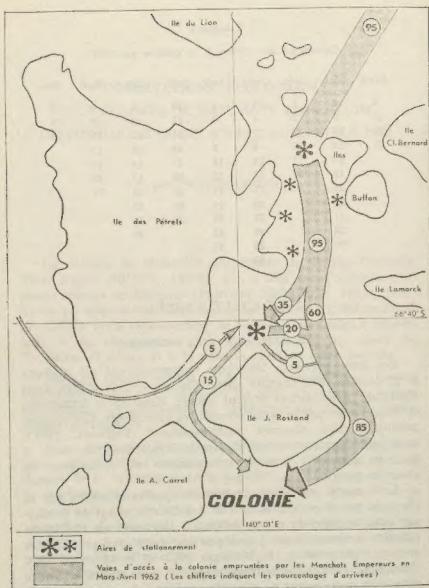 Ile du Lion
95
Ile
Cl. Bernard
Iles
Buffon
Ile des Pétrels
95
Ile Lamarck
35
60
66°40' S
20
5
5
15
Ile J. Rostand
85
Ile A. Carrel
COLONIE
140° 01' E
Aires de stationnement
Voies d'accès à la colonie empruntées par les Manchots Empereurs en
Mars-Avril 1962 ( Les chiffres indiquent les pourcentages d'arrivées )